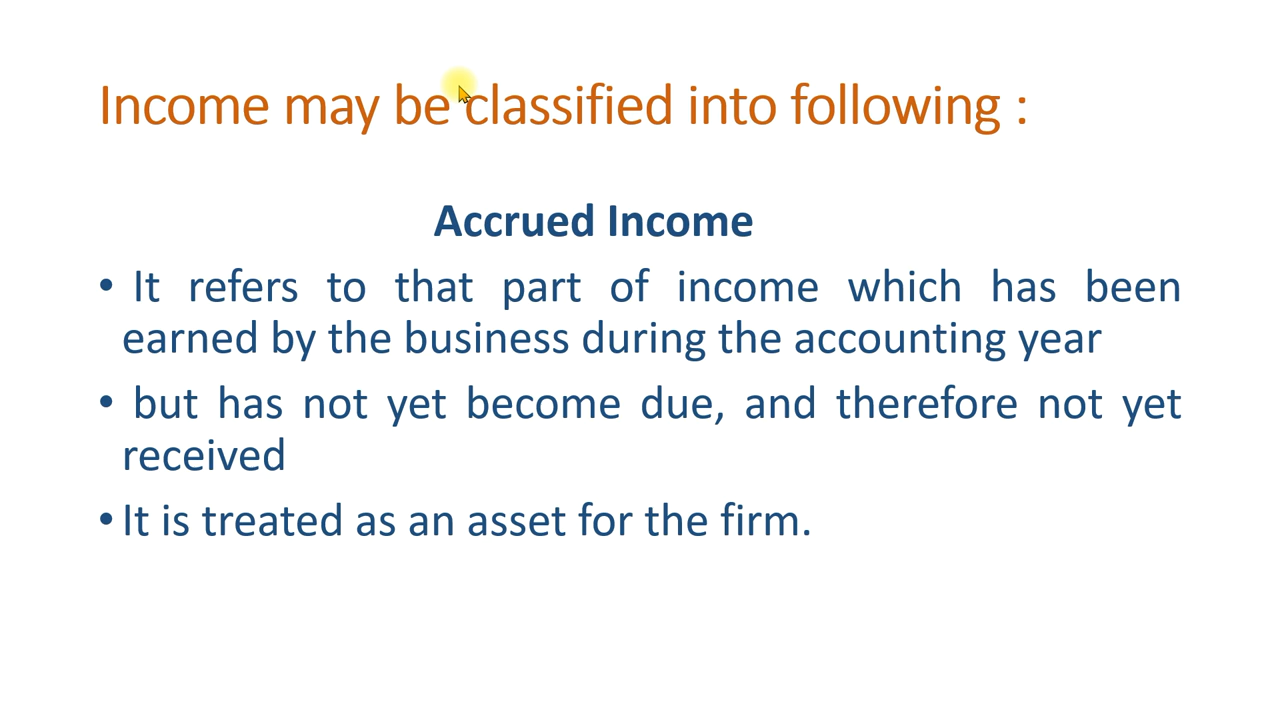 Income may be classified into following :
Accrued Income
• It refers to that part of income which has been
earned by the business during the accounting year
• but has not yet become due, and therefore not yet
received
• It is treated as an asset for the firm.